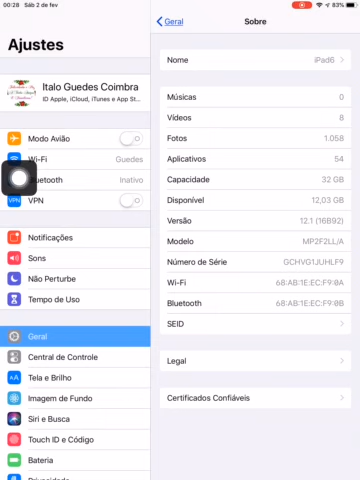 00:28 Sáb 2 de fev
83%
Ajustes
Geral
Sobre
Italo Guedes Coimbra
ID Apple, iCloud, iTunes e App St...
Modo Avião
Wi-Fi Guedes
Inativo
VPN VPN
Notificações
Sons
Não Perturbe
Tempo de Uso
Geral
Central de Controle
AA Tela e Brilho
Imagem de Fundo
Siri e Busca
Touch ID e Código
Bateria
Nome iPad6
Músicas 0
Vídeos 8
Fotos 1.058
Aplicativos 54
Capacidade 32 GB
Disponível 12,03 GB
Versão 12.1 (16B92)
Modelo MP2F2LL/A
Número de Série GCHVG1JUHLF9
Wi-Fi 68:AB:1E:EC:F9:0A
Bluetooth 68:AB:1E:EC:F9:0B
SEID
Legal
Certificados Confiáveis